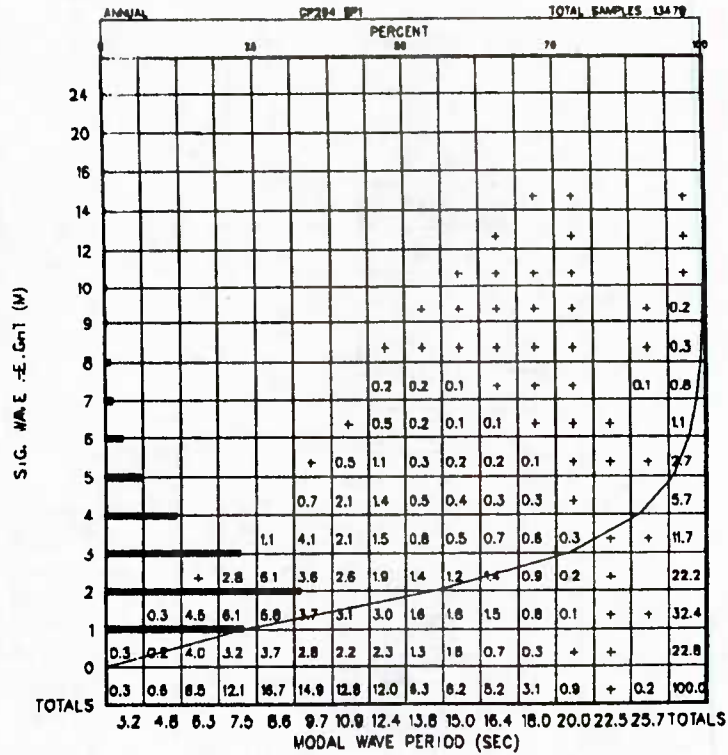 ANNUAL TOTAL SAMPLES 13479
PERCENT
0 25 50 70 100
24
20
16
+ + +
14
+ + +
12
+ + + + +
10
+ + + + + + 0.2
9
+ + + + + + + 0.3
8
0.2 0.2 0.1 + + + 0.1 0.8
7
+ 0.5 0.2 0.1 0.1 + + + 1.1
6
+ 0.5 1.1 0.3 0.2 0.2 0.1 + + + 2.7
5
0.7 2.1 1.4 0.5 0.4 0.3 0.3 + 5.7
4
1.1 4.1 2.1 1.5 0.8 0.5 0.7 0.6 0.3 + + 11.7
3
+ 2.8 6.1 3.6 2.6 1.9 1.4 1.2 1.4 0.9 0.2 + 22.2
2
0.3 4.5 6.1 5.8 3.7 3.1 3.0 1.6 1.8 1.5 0.8 0.1 + + 32.4
1
0.3 0.2 4.0 3.2 3.7 2.8 2.2 2.3 1.3 0.7 0.3 + + 22.8
0
TOTALS 0.3 12.1 16.7 14.9 12.8 12.0 6.3 6.2 5.2 3.1 0.9 + 0.2 100.0
3.2 4.8 6.3 7.5 8.6 9.7 10.9 12.4 13.8 15.0 16.4 18.0 20.0 22.5 25.7 TOTALS
MODAL WAVE PERIOD (SEC)
SIG. WAVE (M)